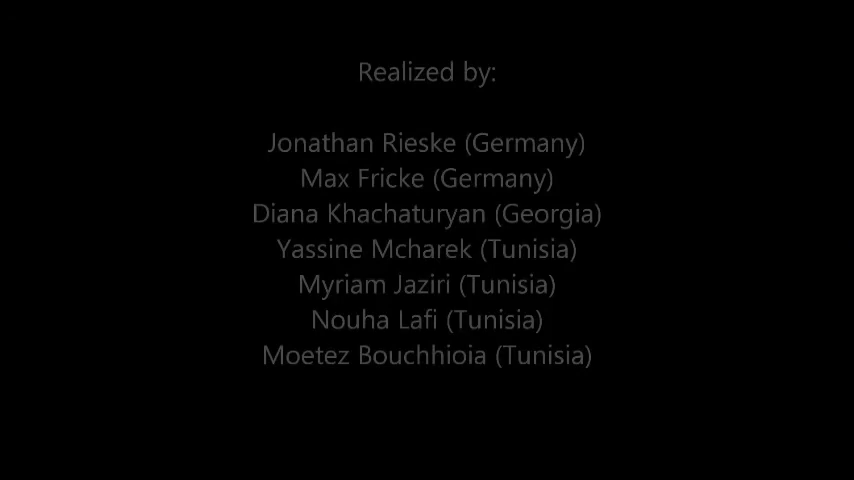 Realized by:
Jonathan Rieske (Germany)
Max Fricke (Germany)
Diana Khachaturyan (Georgia)
Yassine Mcharek (Tunisia)
Myriam Jaziri (Tunisia)
Nouha Lafi (Tunisia)
Moetez Bouchhioia (Tunisia)